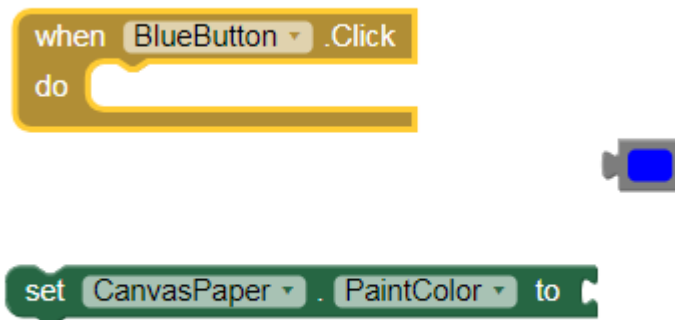 when BlueButton .Click
do
set CanvasPaper . PaintColor to